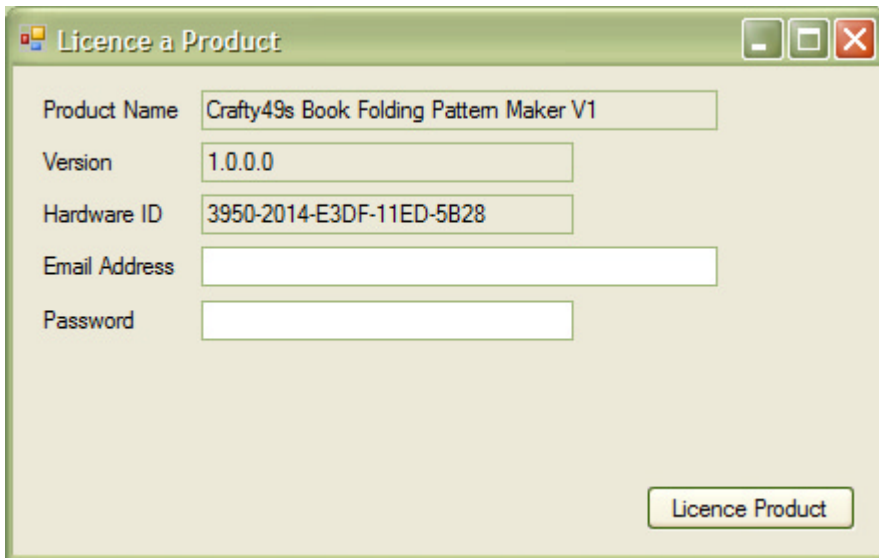 Licence a Product
Product Name Crafty49s Book Folding Pattern Maker V1
Version 1.0.0.0
Hardware ID 3950-2014-E3DF-11ED-5B28
Email Address
Password
Licence Product